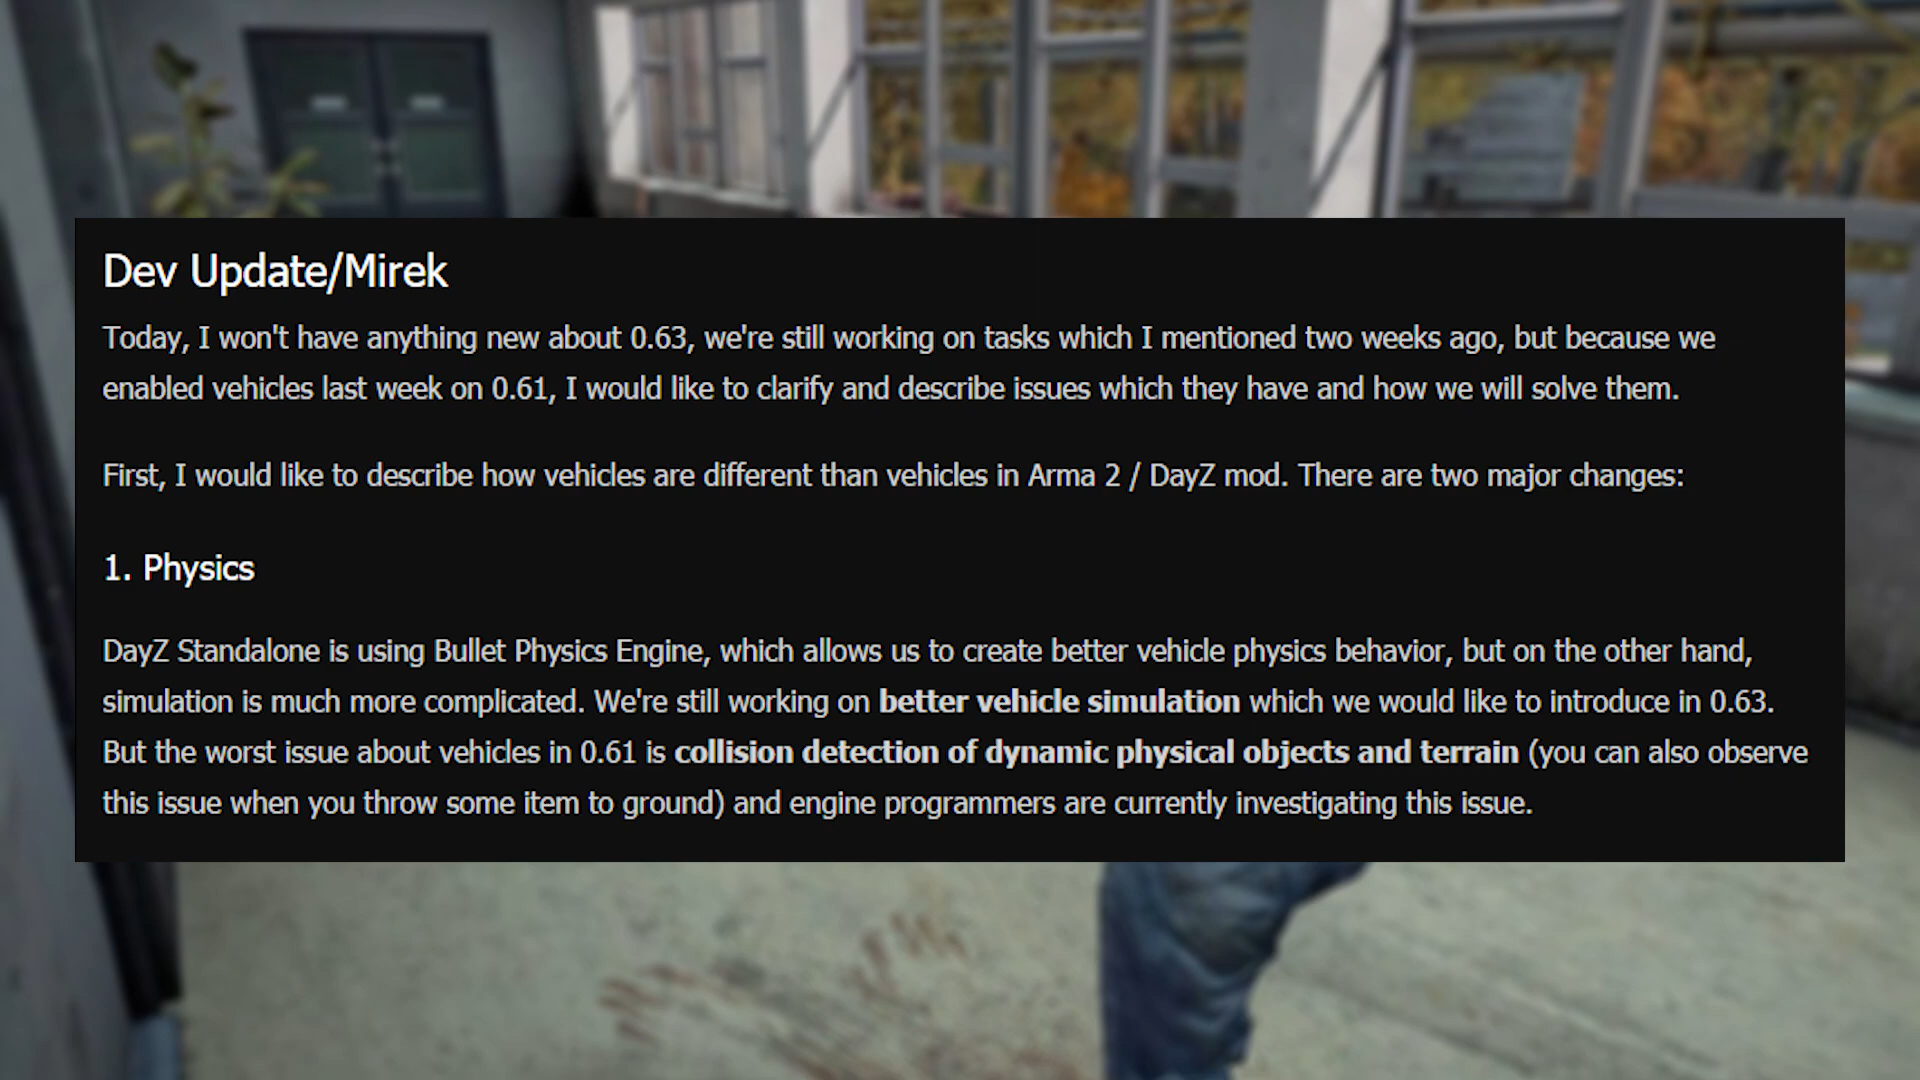 Dev Update/Mirek
Today, I won't have anything new about 0.63, we're still working on tasks which I mentioned two weeks ago, but because we
enabled vehicles last week on 0.61, I would like to clarify and describe issues which they have and how we will solve them.
First, I would like to describe how vehicles are different than vehicles in Arma 2 / DayZ mod. There are two major changes:
1. Physics
DayZ Standalone is using Bullet Physics Engine, which allows us to create better vehicle physics behavior, but on the other hand,
simulation is much more complicated. We're still working on better vehicle simulation which we would like to introduce in 0.63.
But the worst issue about vehicles in 0.61 is collision detection of dynamic physical objects and terrain (you can also observe
this issue when you throw some item to ground) and engine programmers are currently investigating this issue.